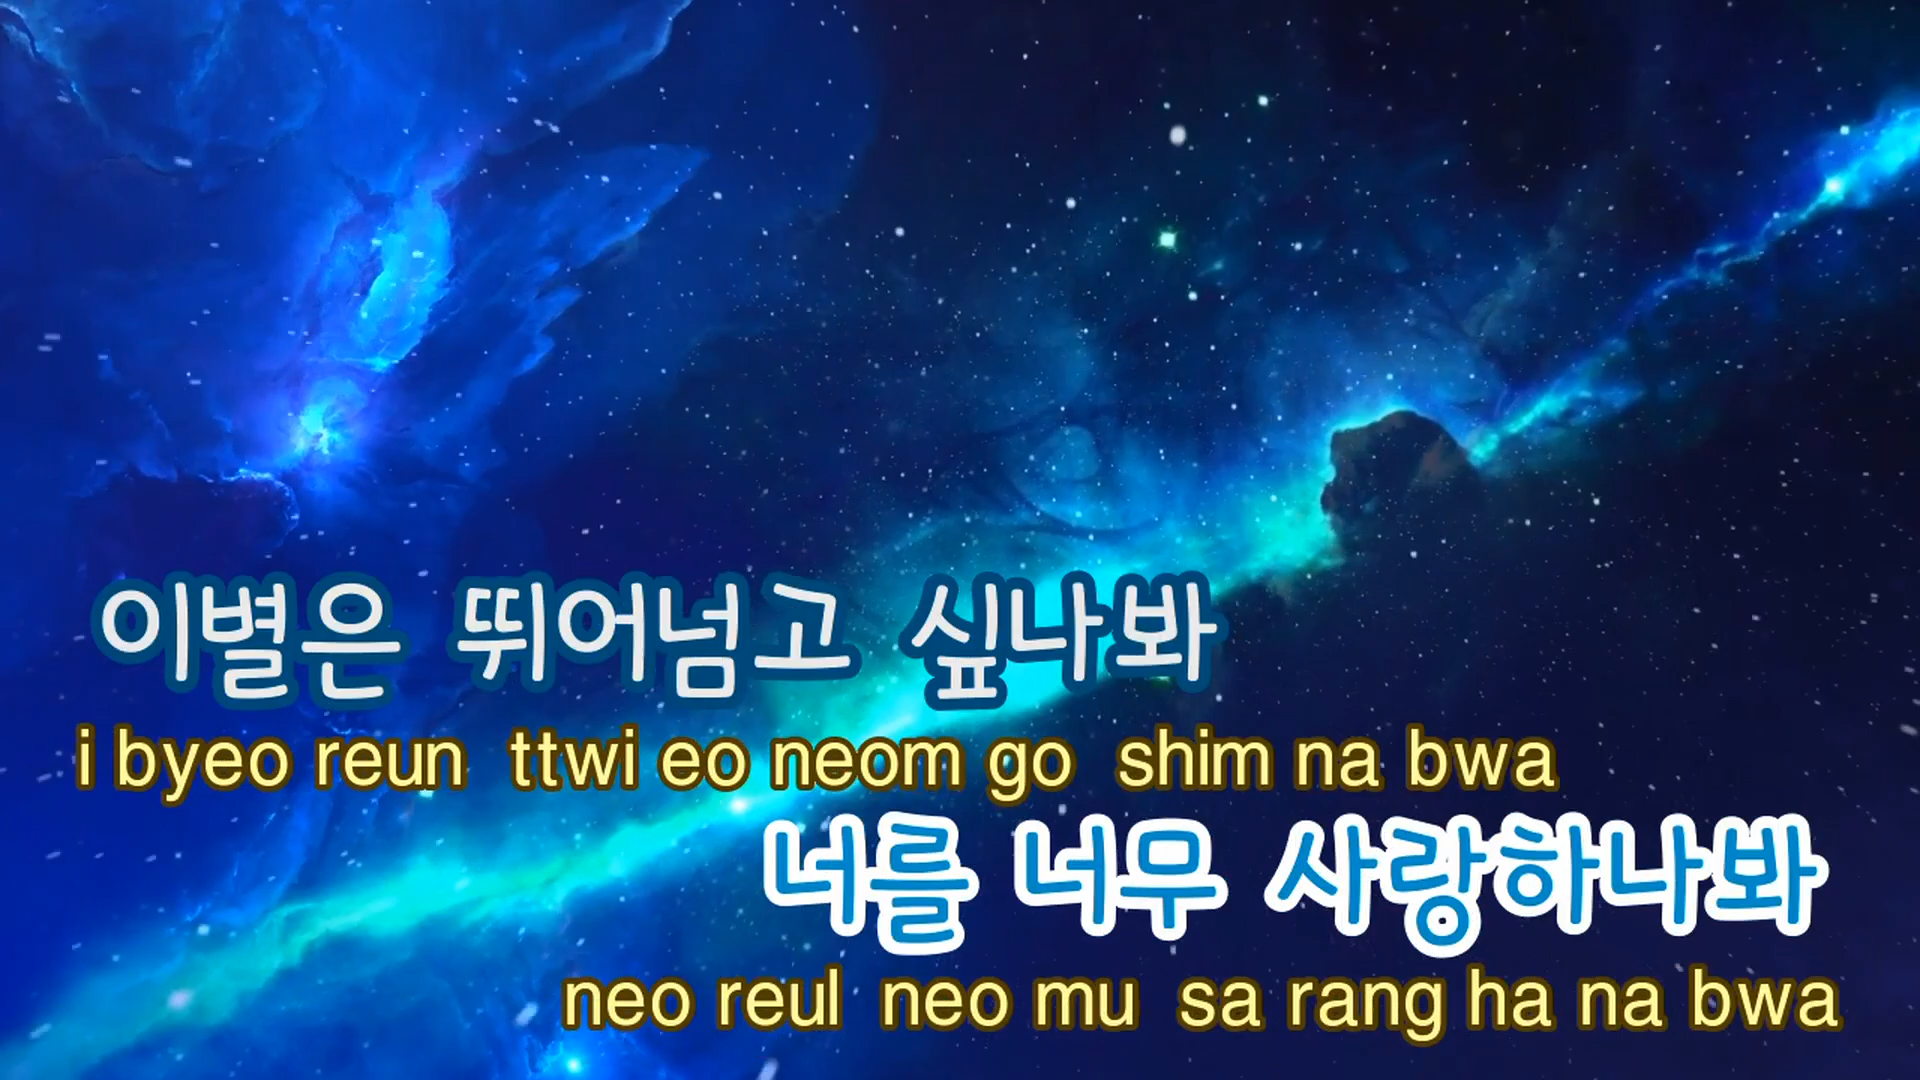 이별은 뛰어넘고 싶나봐
i byeo reun ttwi eo neom go shim na bwa
너를 너무 사랑하나봐
neo reul neo mu sa rang ha na bwa